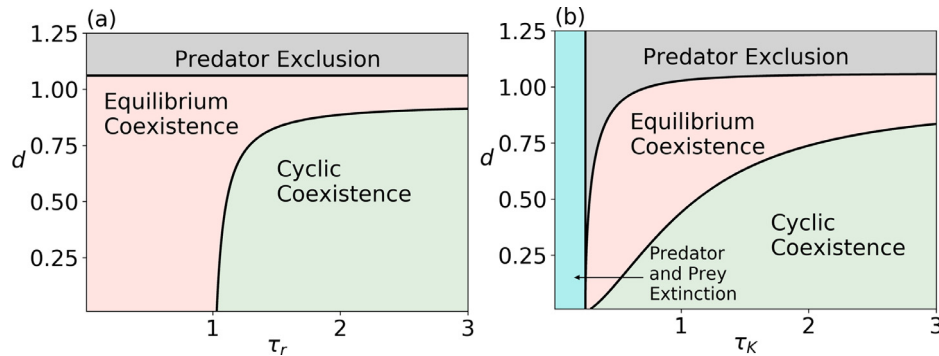 (a)
1.25
1.00
0.75
0.50
0.25
d
Predator Exclusion
Equilibrium
Coexistence
Cyclic
Coexistence
1
2
3
τr
(b)
1.25
1.00
0.75
0.50
0.25
d
Predator Exclusion
Equilibrium
Coexistence
Cyclic
Coexistence
Predator
and Prey
Extinction
1
2
3
τK